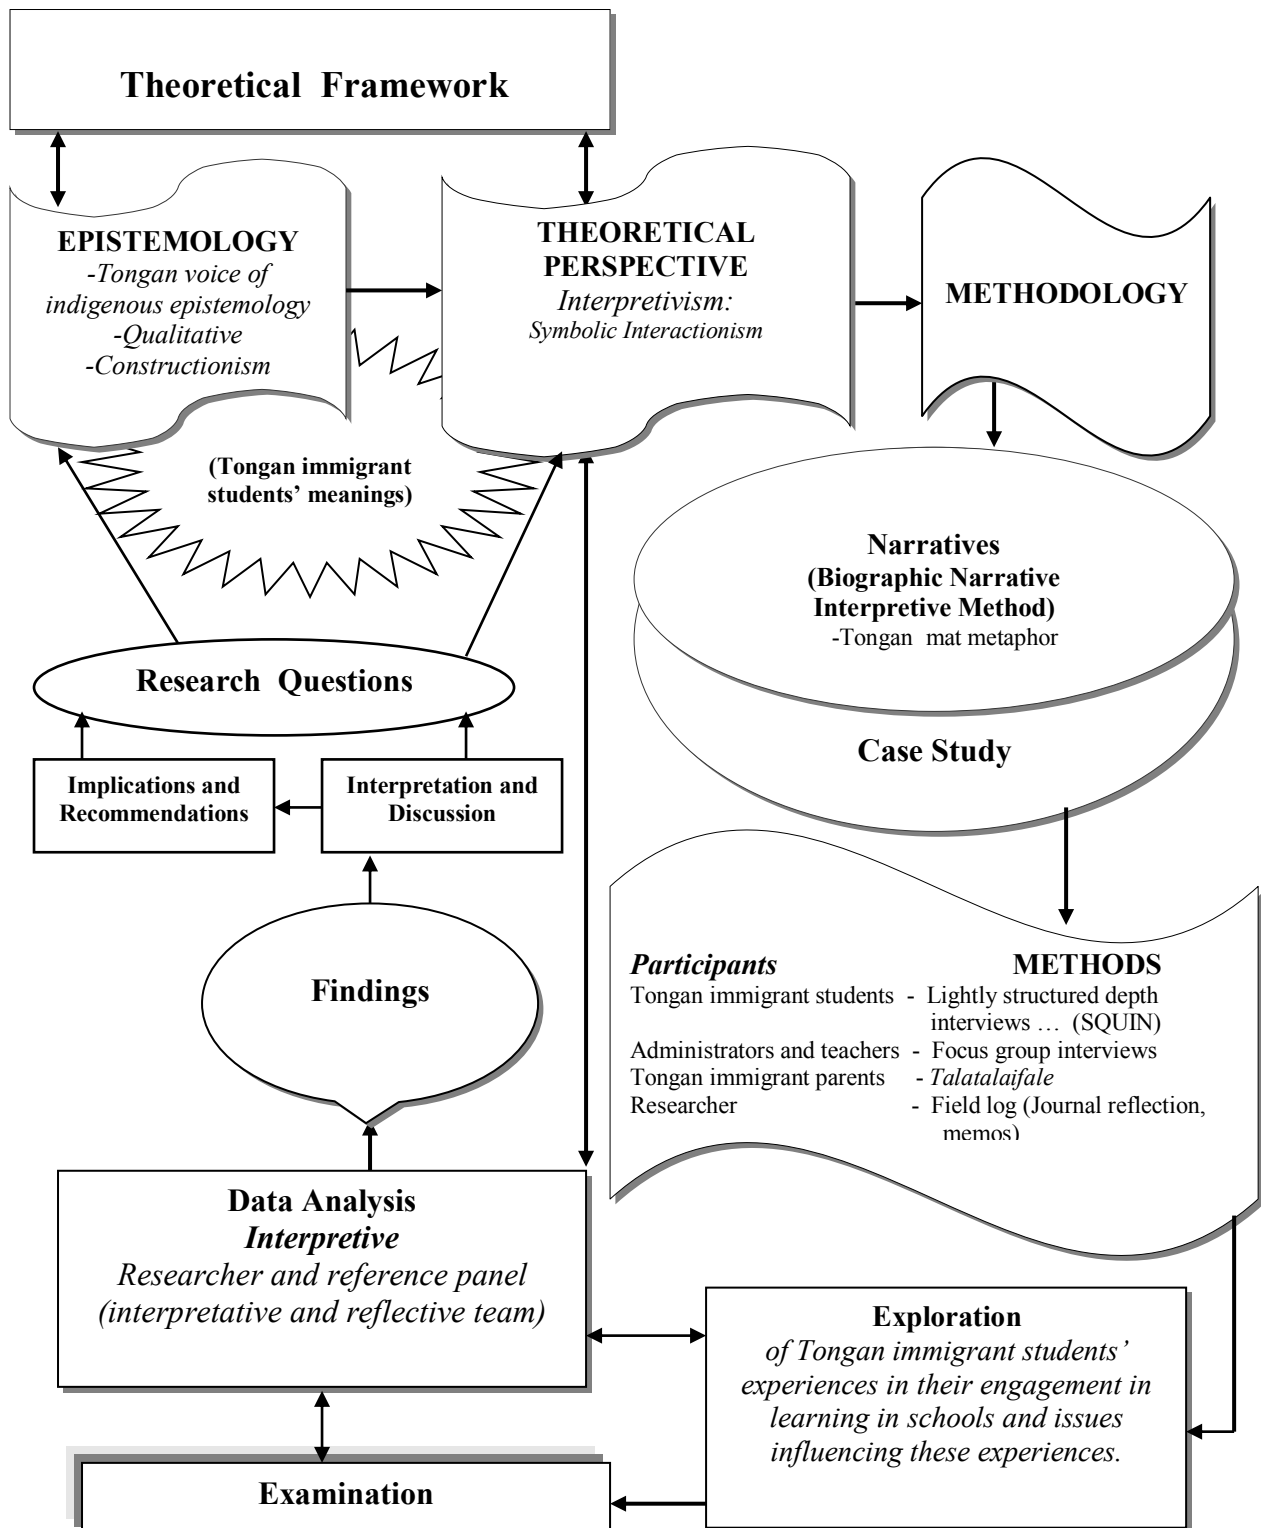 Theoretical Framework
EPISTEMOLOGY
-Tongan voice of
indigenous epistemology
-Qualitative
-Constructionism
THEORETICAL
PERSPECTIVE
Interpretivism:
Symbolic Interactionism
METHODOLOGY
(Tongan immigrant
students’ meanings)
Narratives
(Biographic Narrative
Interpretive Method)
-Tongan mat metaphor
Case Study
Research Questions
Implications and
Recommendations
Interpretation and
Discussion
Findings
Participants METHODS
Tongan immigrant students - Lightly structured depth
interviews … (SQUIN)
Administrators and teachers - Focus group interviews
Tongan immigrant parents - Talatalaifale
Researcher - Field log (Journal reflection,
memos)
Data Analysis
Interpretive
Researcher and reference panel
(interpretative and reflective team)
Exploration
of Tongan immigrant students’
experiences in their engagement in
learning in schools and issues
influencing these experiences.
Examination